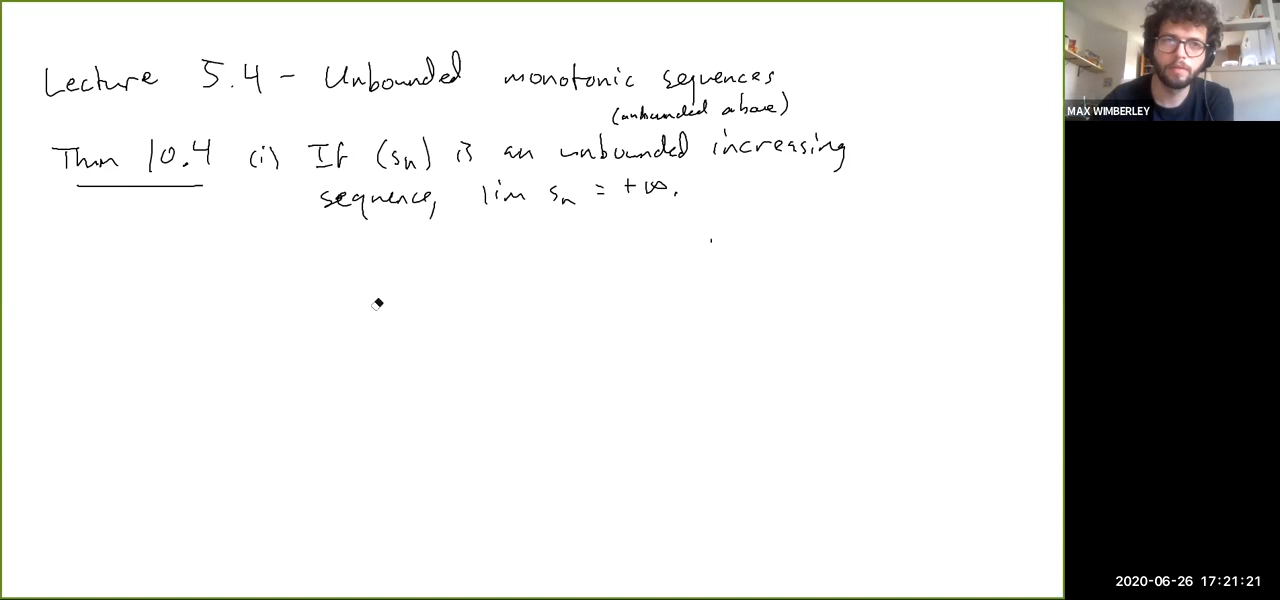 Lecture 5.4 - Unbounded monotonic sequences
(unbounded above)
Thm 10.4 (i) If (sₙ) is an unbounded increasing
sequence, lim sₙ = +∞.
MAX WIMBERLEY
2020-06-26 17:21:21